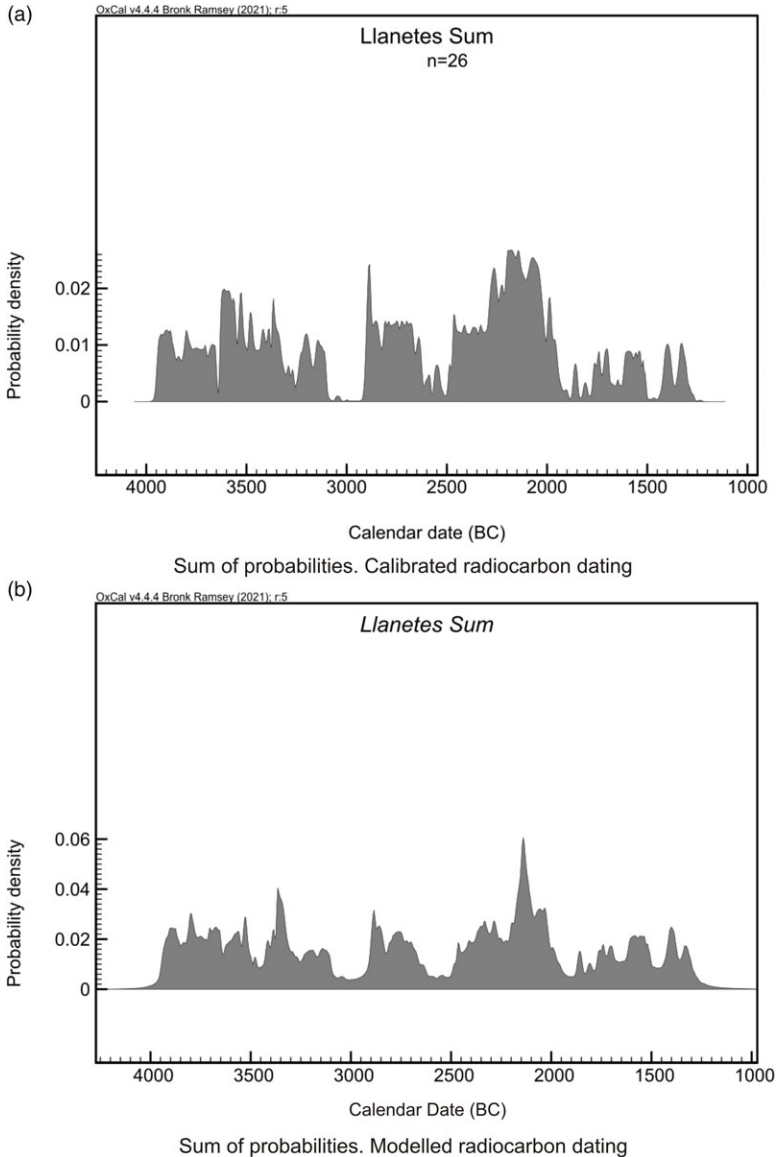 (a)
OxCal v4.4.4 Bronk Ramsey (2021); r:5
Llanetes Sum
n=26
Probability density
0.02
0.01
0
4000 3500 3000 2500 2000 1500 1000
Calendar date (BC)
Sum of probabilities. Calibrated radiocarbon dating
(b)
OxCal v4.4.4 Bronk Ramsey (2021); r:5
Llanetes Sum
Probability density
0.06
0.04
0.02
0
4000 3500 3000 2500 2000 1500 1000
Calendar Date (BC)
Sum of probabilities. Modelled radiocarbon dating